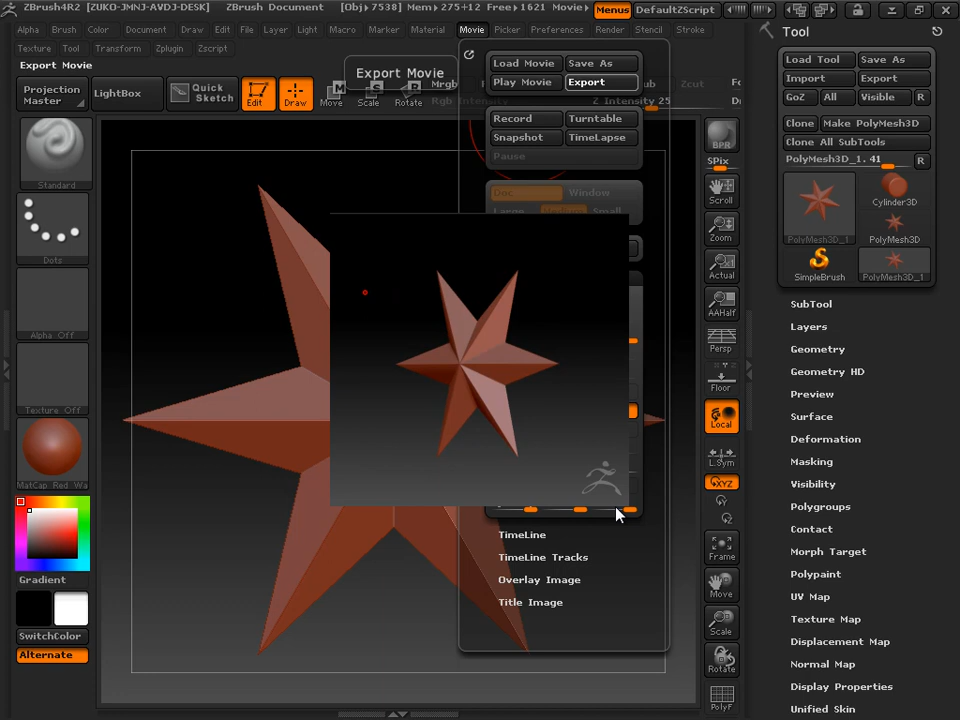 ZBrush4R2 [ZUKO-JMNJ-AVDJ-DESK] ZBrush Document [Obj▸7538] Mem▸275+12 Free▸1621 Movie▸ Menus DefaultZScript
Alpha Brush Color Document Draw Edit File Layer Light Macro Marker Material Movie Picker Preferences Render Stencil Stroke
Texture Tool Transform Zplugin Zscript
Export Movie
Projection Master
LightBox
Quick Sketch
Edit Draw Move Scale Rotate
Export Movie
Mrgb
Rgb Intensity
Zcut
Z Intensity 25
Load Movie Save As
Play Movie Export
Record Turntable
Snapshot TimeLapse
Pause
Doc Window
Large Medium Small
TimeLine
TimeLine Tracks
Overlay Image
Title Image
Standard
Dots
Alpha Off
Texture Off
MatCap Red Wa
Gradient
SwitchColor
Alternate
BPR
SPix
Scroll
Zoom
Actual
AAHalf
Persp
Floor
Local
L.Sym
XYZ
Frame
Move
Scale
Rotate
PolyF
Tool
Load Tool Save As
Import Export
GoZ All Visible R
Clone Make PolyMesh3D
Clone All SubTools
PolyMesh3D_1. 41 R
PolyMesh3D_1
Cylinder3D
PolyMesh3D
SimpleBrush
PolyMesh3D_1
SubTool
Layers
Geometry
Geometry HD
Preview
Surface
Deformation
Masking
Visibility
Polygroups
Contact
Morph Target
Polypaint
UV Map
Texture Map
Displacement Map
Normal Map
Display Properties
Unified Skin